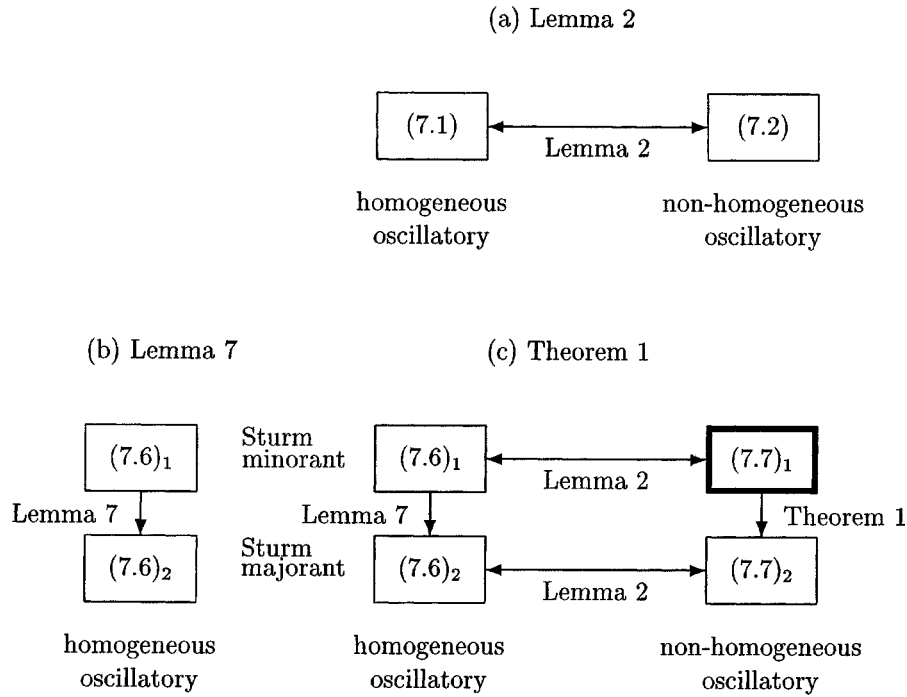 (a) Lemma 2
(7.1)
(7.2)
Lemma 2
homogeneous
oscillatory
non-homogeneous
oscillatory
(b) Lemma 7
(7.6)₁
Lemma 7
(7.6)₂
homogeneous
oscillatory
(c) Theorem 1
Sturm
minorant
(7.6)₁
Lemma 2
(7.7)₁
Lemma 7
Theorem 1
Sturm
majorant
(7.6)₂
Lemma 2
(7.7)₂
homogeneous
oscillatory
non-homogeneous
oscillatory